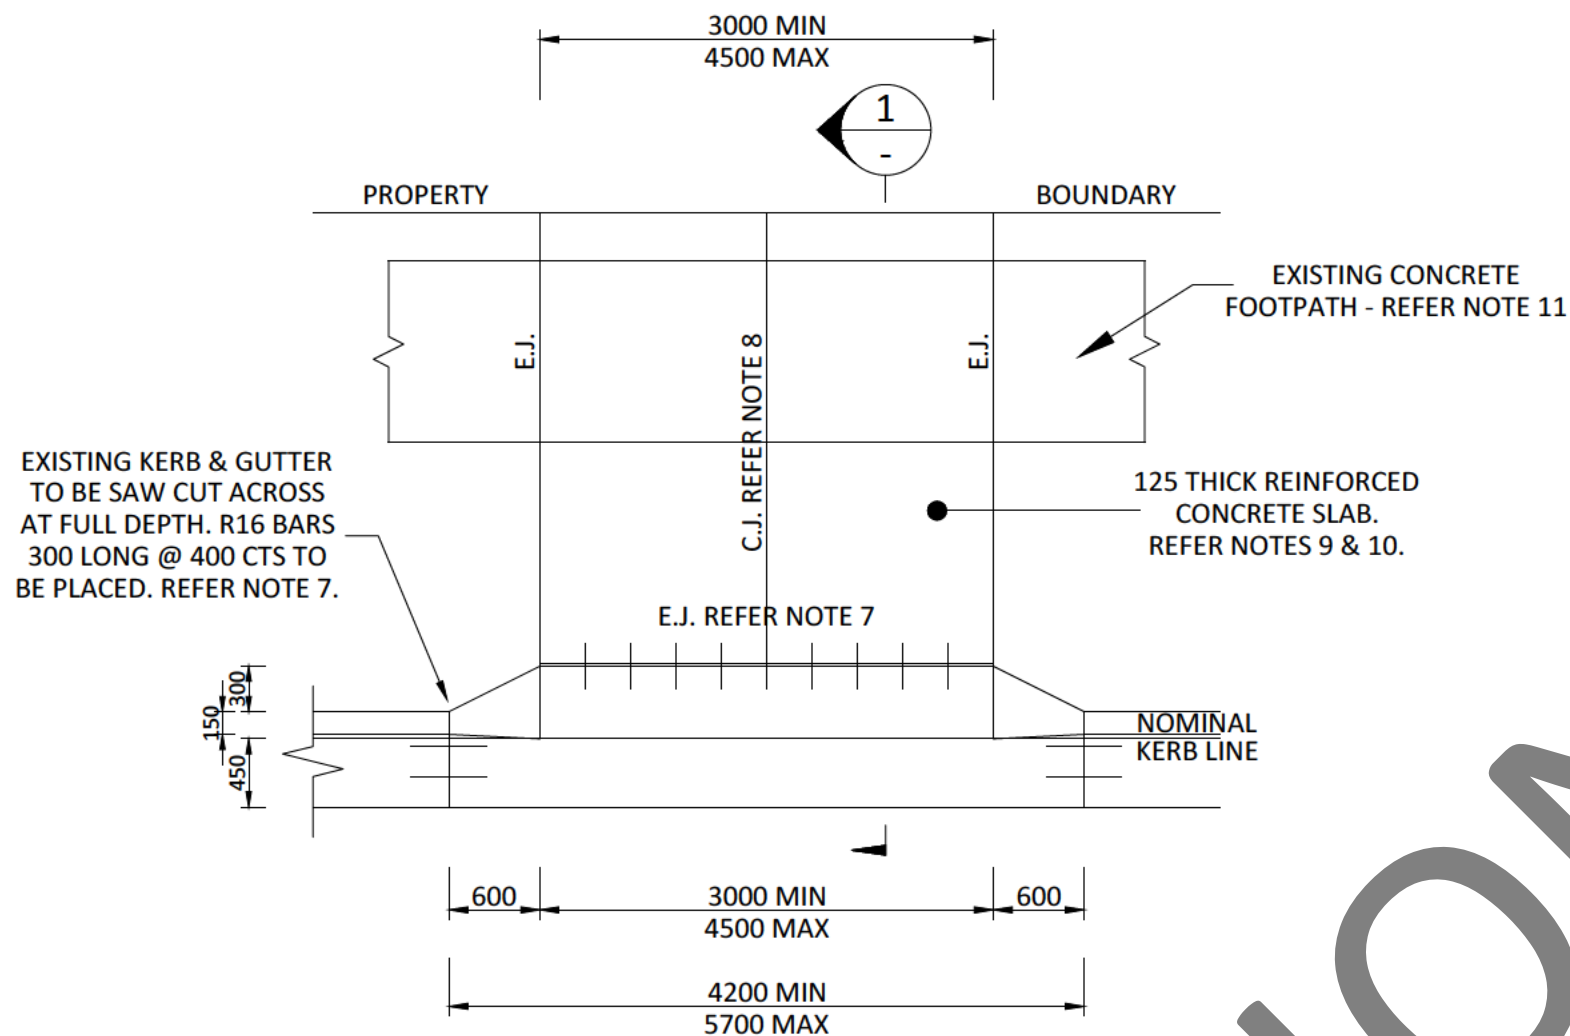 3000 MIN
4500 MAX
1
-
PROPERTY
BOUNDARY
EXISTING CONCRETE
FOOTPATH - REFER NOTE 11
E.J.
C.J. REFER NOTE 8
E.J.
EXISTING KERB & GUTTER
TO BE SAW CUT ACROSS
AT FULL DEPTH. R16 BARS
300 LONG @ 400 CTS TO
BE PLACED. REFER NOTE 7.
125 THICK REINFORCED
CONCRETE SLAB.
REFER NOTES 9 & 10.
E.J. REFER NOTE 7
300
150
450
NOMINAL
KERB LINE
600
3000 MIN
4500 MAX
600
4200 MIN
5700 MAX